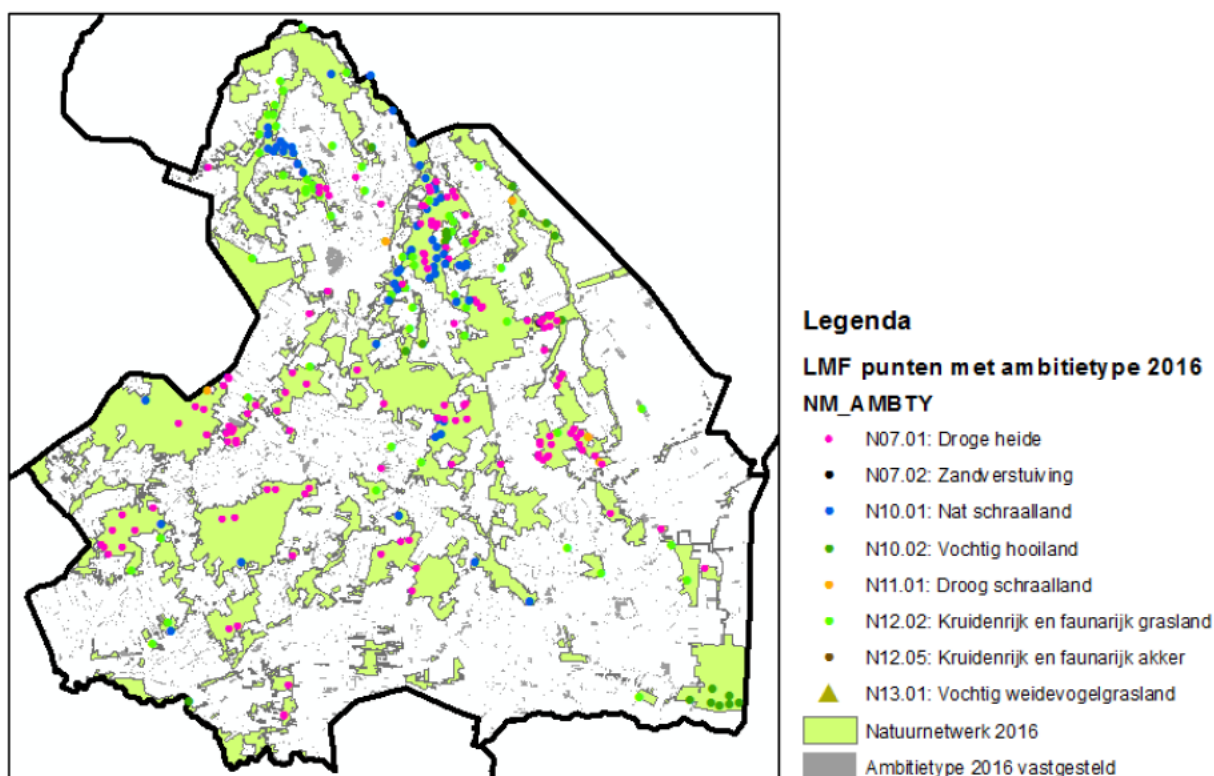 Legenda
LMF punten met ambitietype 2016
NM_AMBTY
N07.01: Droge heide
N07.02: Zandverstuiving
N10.01: Nat schraalland
N10.02: Vochtig hooiland
N11.01: Droog schraalland
N12.02: Kruidenrijk en faunarijk grasland
N12.05: Kruidenrijk en faunarijk akker
N13.01: Vochtig weidevogelgrasland
Natuurnetwerk 2016
Ambitietype 2016 vastgesteld